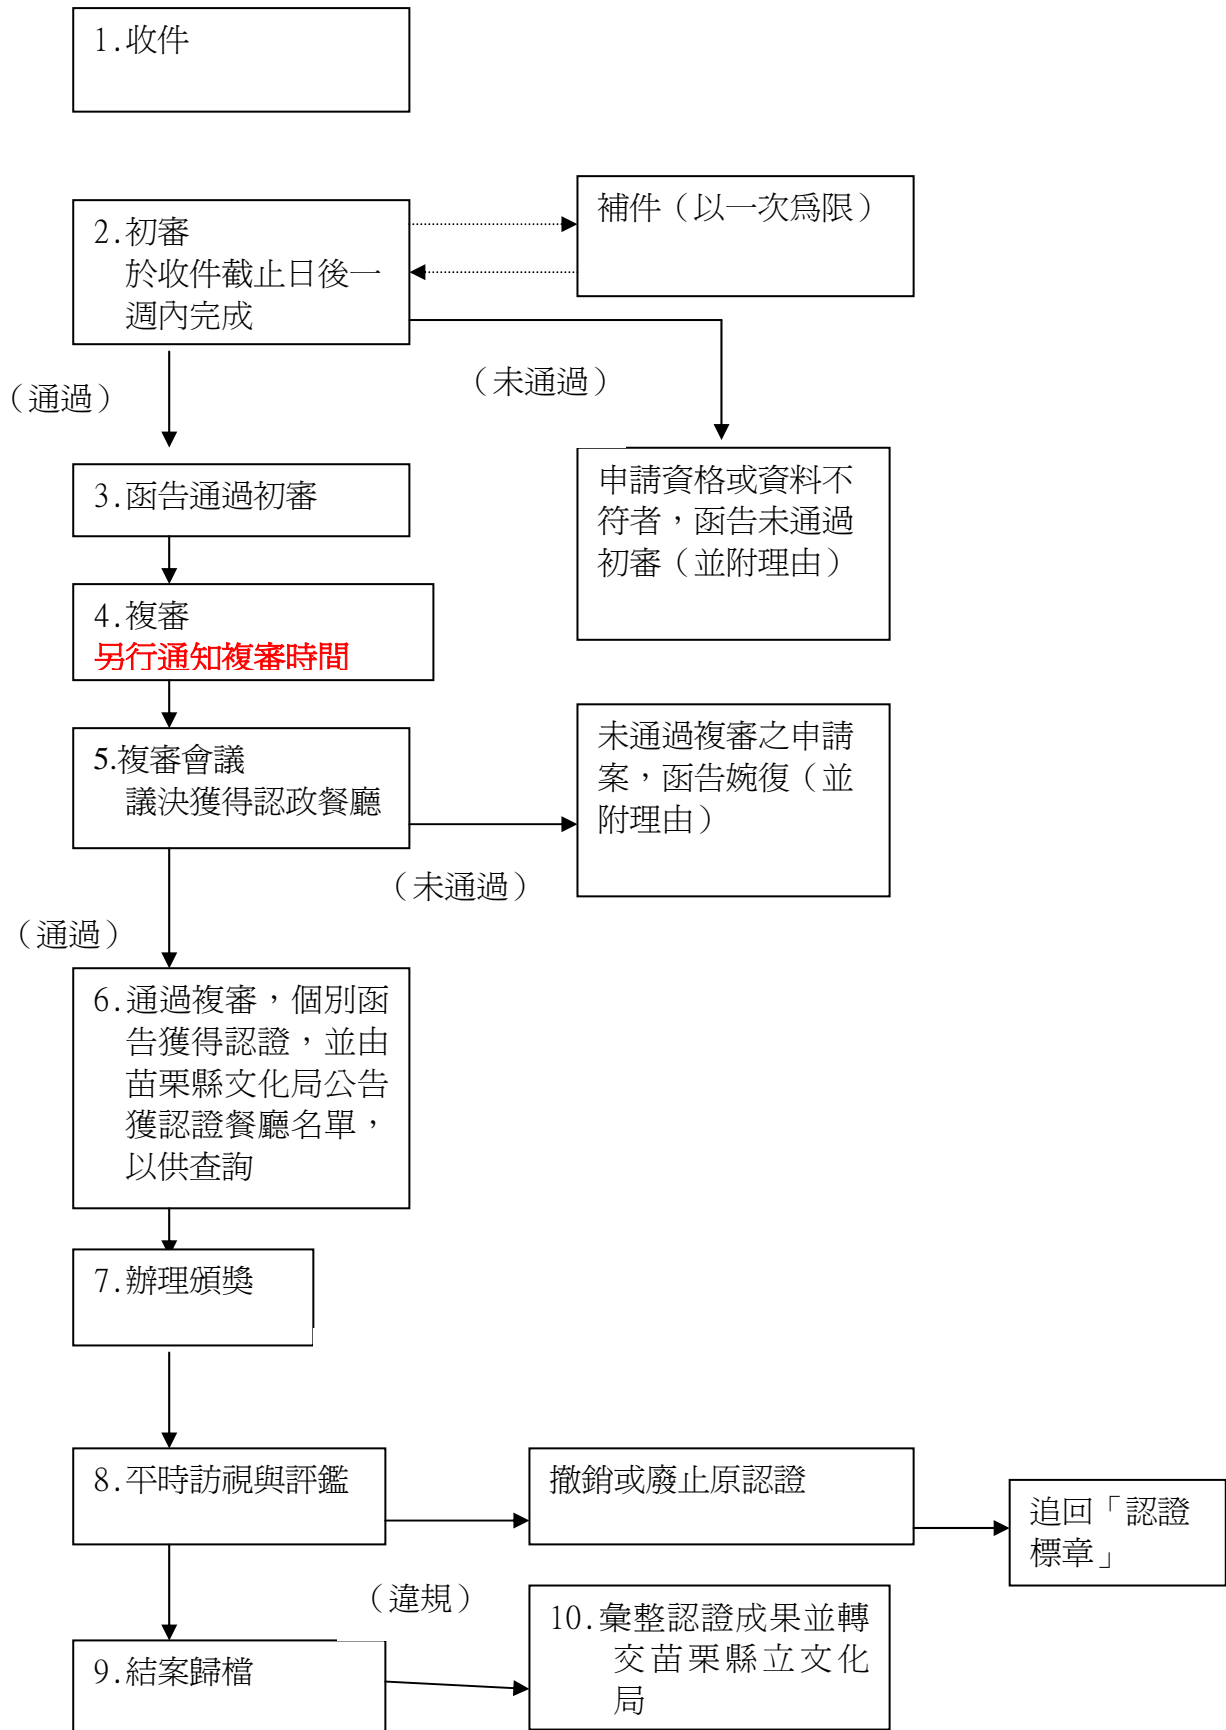 1.收件
2.初審
於收件截止日後一
週內完成
補件（以一次為限）
（通過）
（未通過）
3.函告通過初審
申請資格或資料不
符者，函告未通過
初審（並附理由）
4.複審
另行通知複審時間
5.複審會議
議決獲得認政餐廳
未通過複審之申請
案，函告婉復（並
附理由）
（未通過）
（通過）
6.通過複審，個別函
告獲得認證，並由
苗栗縣文化局公告
獲認證餐廳名單，
以供查詢
7.辦理頒獎
8.平時訪視與評鑑
撤銷或廢止原認證
追回「認證
標章」
（違規）
9.結案歸檔
10.彙整認證成果並轉
交苗栗縣立文化
局